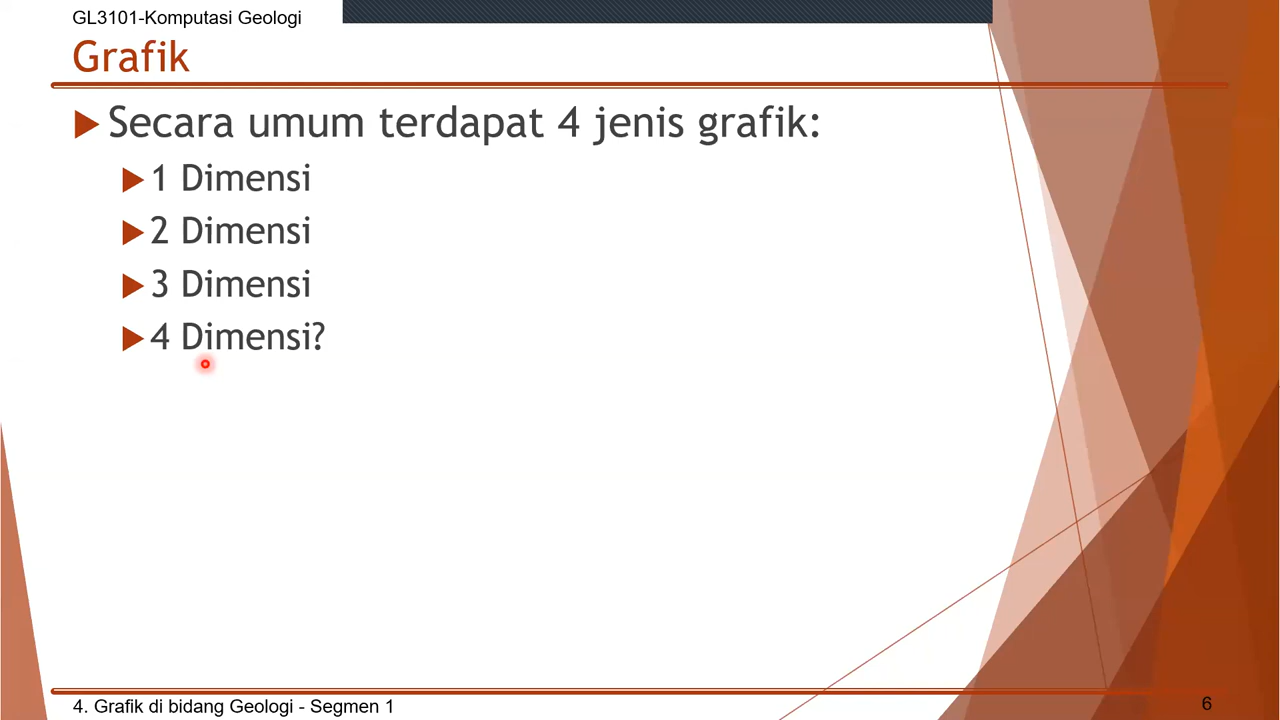 GL3101-Komputasi Geologi
Grafik
Secara umum terdapat 4 jenis grafik:
1 Dimensi
2 Dimensi
3 Dimensi
4 Dimensi?
4. Grafik di bidang Geologi - Segmen 1
6